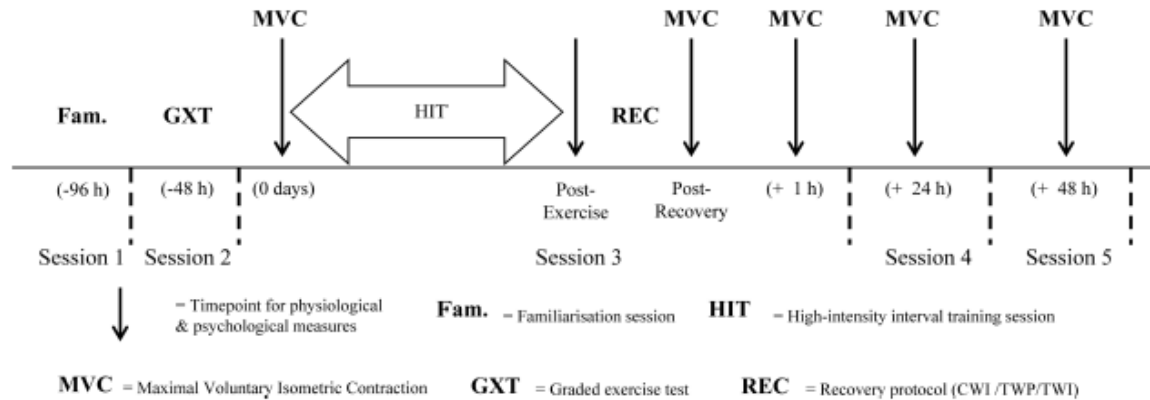 MVC MVC MVC MVC MVC
HIT
Fam. GXT REC
(-96 h) (-48 h) (0 days) Post-Exercise Post-Recovery (+ 1 h) (+ 24 h) (+ 48 h)
Session 1 Session 2 Session 3 Session 4 Session 5
= Timepoint for physiological
& psychological measures
Fam. = Familiarisation session HIT = High-intensity interval training session
MVC = Maximal Voluntary Isometric Contraction GXT = Graded exercise test REC = Recovery protocol (CWI /TWP/TWI)